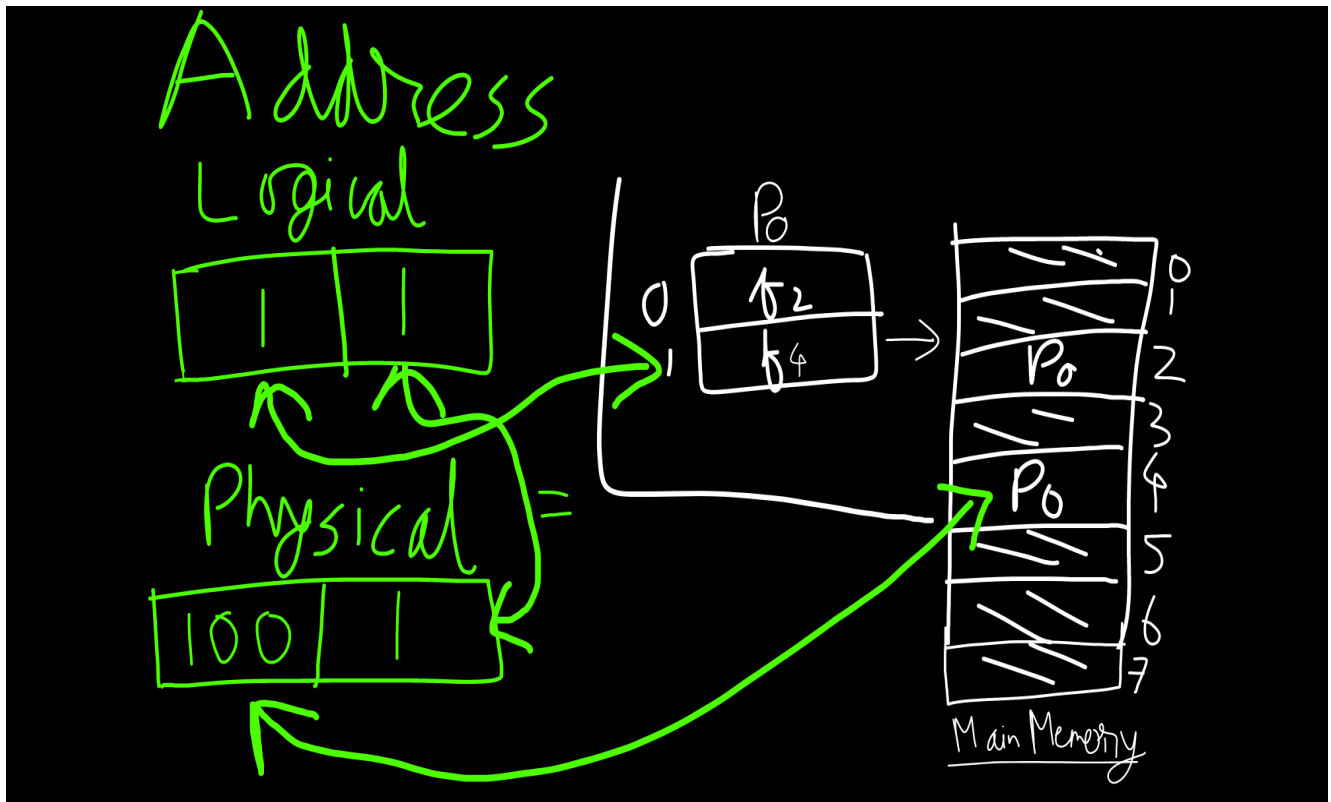 Address
Logical
1 1
Physical =
100 1
P0
0 f2
1 f4
0
1
P0 2
3
P0 4
5
6
7
Main Memory